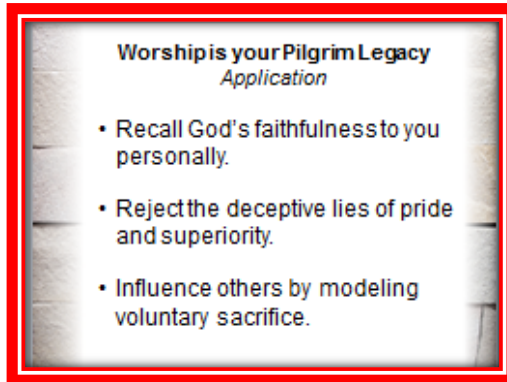 Worship is your Pilgrim Legacy
Application
• Recall God's faithfulness to you
personally.
• Reject the deceptive lies of pride
and superiority.
• Influence others by modeling
voluntary sacrifice.